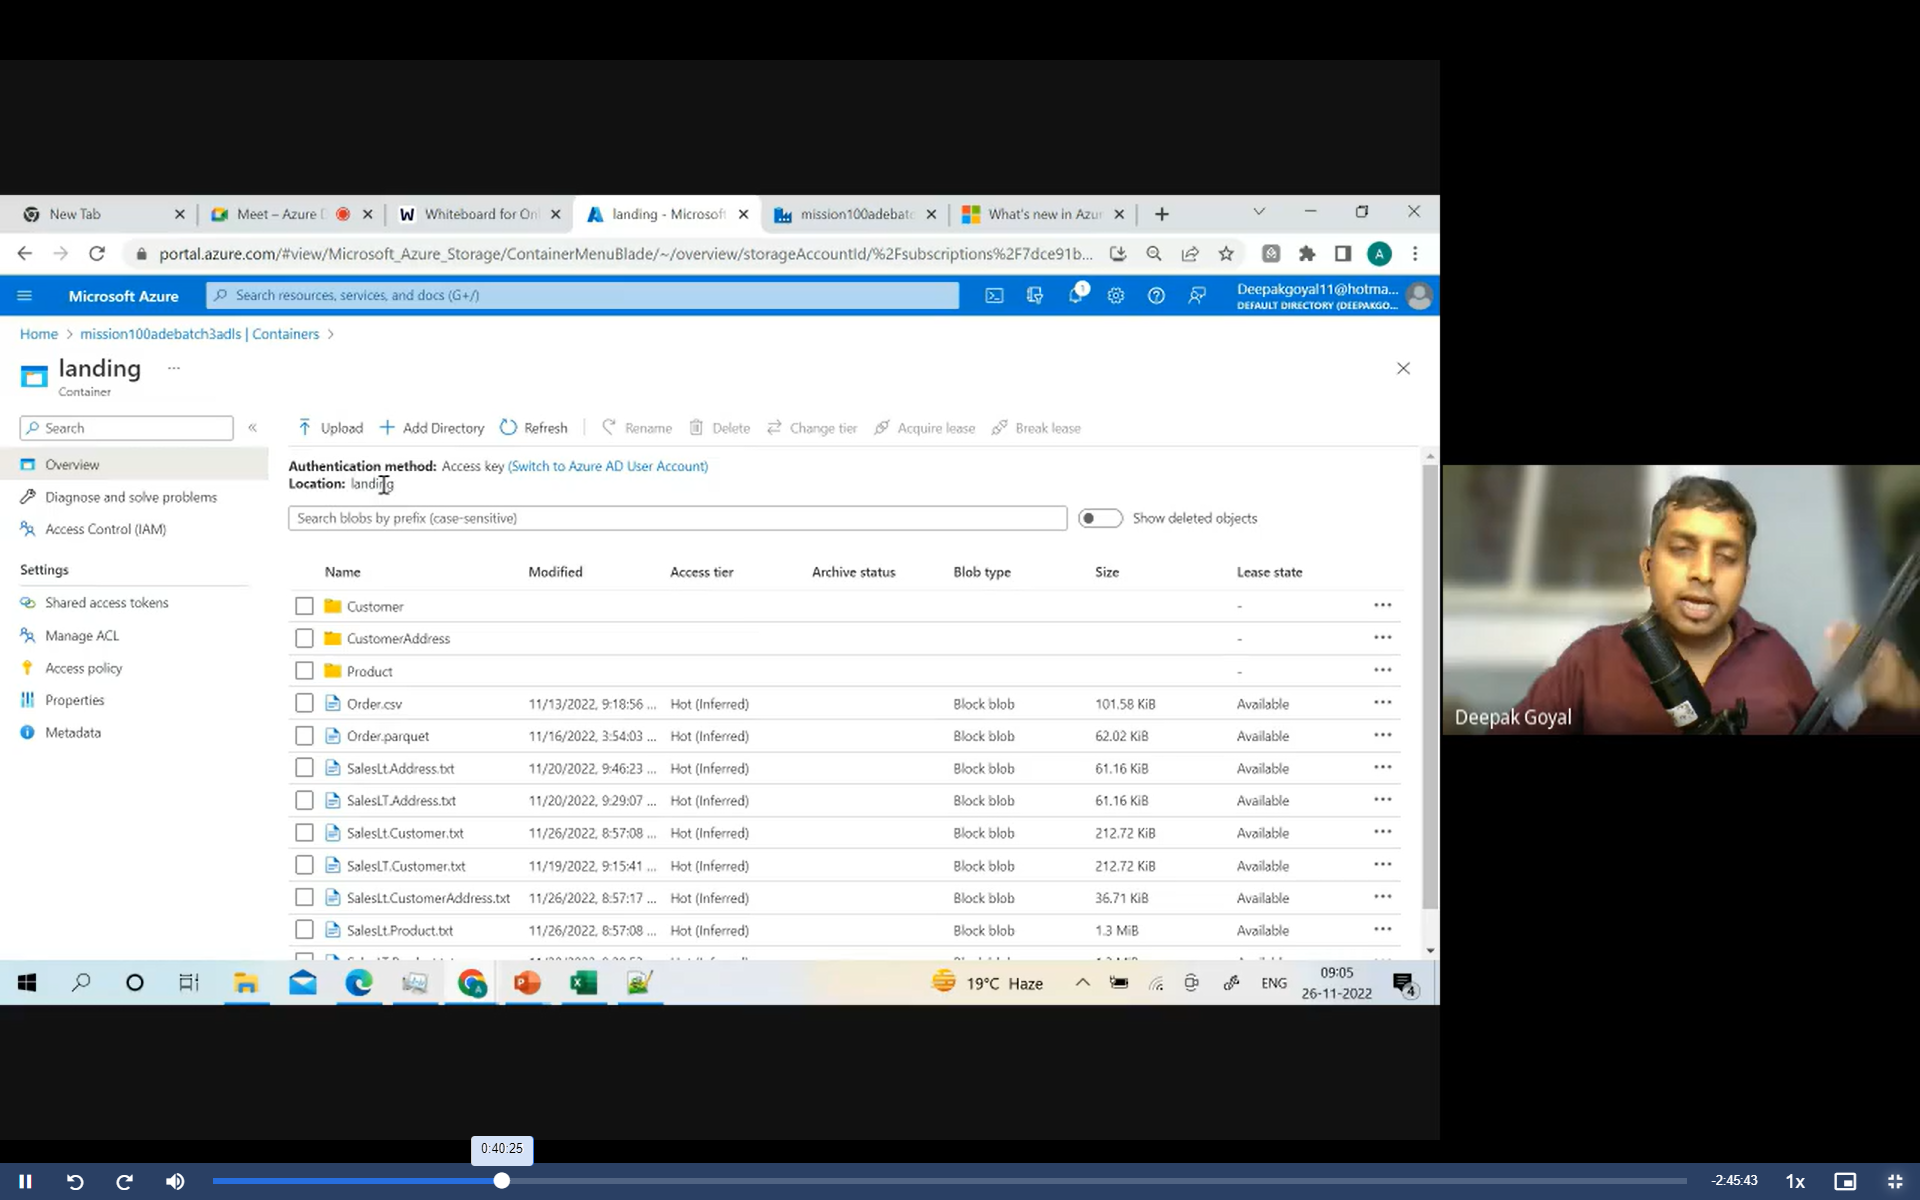 New Tab
Meet – Azure D
Whiteboard for Onl
landing - Microsoft
mission100adebatc
What's new in Azur
portal.azure.com/#view/Microsoft_Azure_Storage/ContainerMenuBlade/~/overview/storageAccountId/%2Fsubscriptions%2F7dce91b...
A
Microsoft Azure
Search resources, services, and docs (G+/)
1
Deepakgoyal11@hotma...
DEFAULT DIRECTORY (DEEPAKGO...
Home > mission100adebatch3adls | Containers >
landing
...
Container
Search
«
Upload
Add Directory
Refresh
Rename
Delete
Change tier
Acquire lease
Break lease
Overview
Diagnose and solve problems
Access Control (IAM)
Settings
Shared access tokens
Manage ACL
Access policy
Properties
Metadata
Authentication method: Access key (Switch to Azure AD User Account)
Location: landing
Search blobs by prefix (case-sensitive)
Show deleted objects
Name Modified Access tier Archive status Blob type Size Lease state
Customer - ...
CustomerAddress - ...
Product - ...
Order.csv 11/13/2022, 9:18:56 ... Hot (Inferred) Block blob 101.58 KiB Available ...
Order.parquet 11/16/2022, 3:54:03 ... Hot (Inferred) Block blob 62.02 KiB Available ...
SalesLt.Address.txt 11/20/2022, 9:46:23 ... Hot (Inferred) Block blob 61.16 KiB Available ...
SalesLT.Address.txt 11/20/2022, 9:29:07 ... Hot (Inferred) Block blob 61.16 KiB Available ...
SalesLt.Customer.txt 11/26/2022, 8:57:08 ... Hot (Inferred) Block blob 212.72 KiB Available ...
SalesLT.Customer.txt 11/19/2022, 9:15:41 ... Hot (Inferred) Block blob 212.72 KiB Available ...
SalesLt.CustomerAddress.txt 11/26/2022, 8:57:17 ... Hot (Inferred) Block blob 36.71 KiB Available ...
SalesLt.Product.txt 11/26/2022, 8:57:08 ... Hot (Inferred) Block blob 1.3 MiB Available ...
19°C Haze
ENG
09:05
26-11-2022
4
Deepak Goyal
0:40:25
-2:45:43
1x